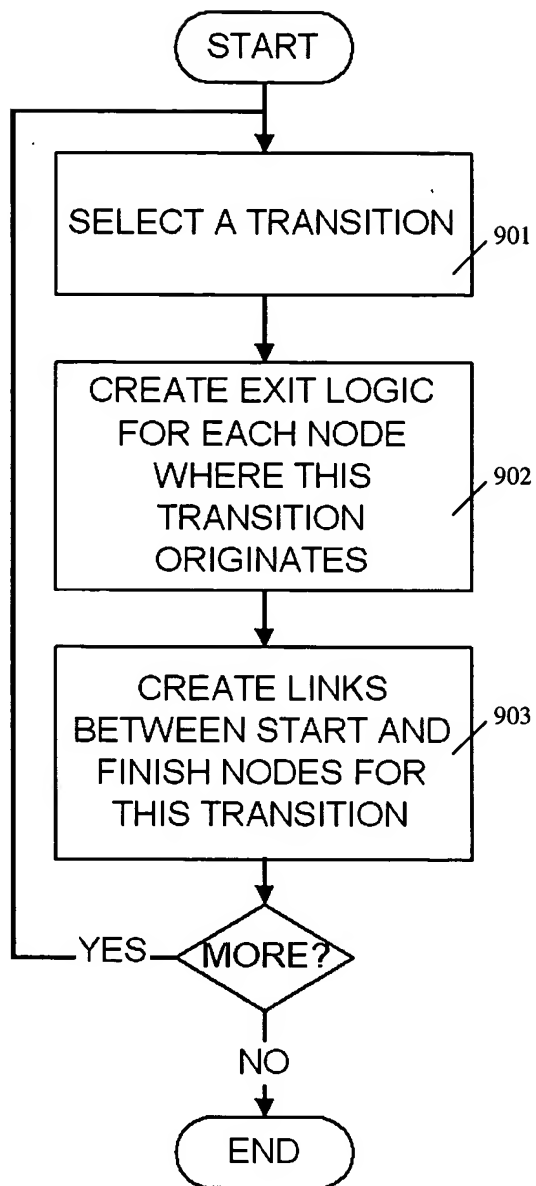 START
SELECT A TRANSITION
901
CREATE EXIT LOGIC
FOR EACH NODE
WHERE THIS
TRANSITION
ORIGINATES
902
CREATE LINKS
BETWEEN START AND
FINISH NODES FOR
THIS TRANSITION
903
YES
MORE?
NO
END